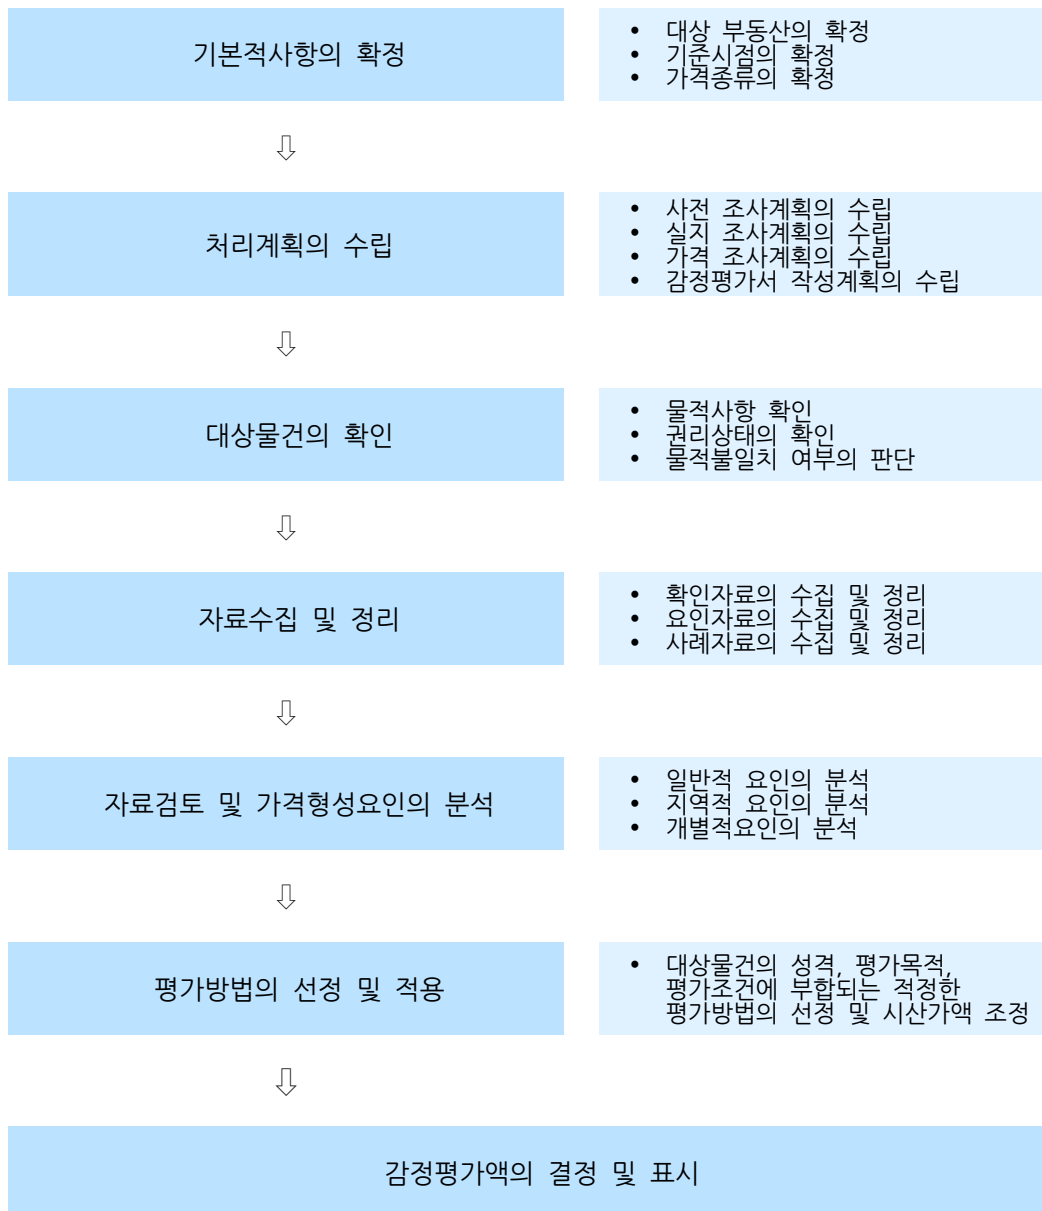 기본적사항의 확정
• 대상 부동산의 확정
• 기준시점의 확정
• 가격종류의 확정
처리계획의 수립
• 사전 조사계획의 수립
• 실지 조사계획의 수립
• 가격 조사계획의 수립
• 감정평가서 작성계획의 수립
대상물건의 확인
• 물적사항 확인
• 권리상태의 확인
• 물적불일치 여부의 판단
자료수집 및 정리
• 확인자료의 수집 및 정리
• 요인자료의 수집 및 정리
• 사례자료의 수집 및 정리
자료검토 및 가격형성요인의 분석
• 일반적 요인의 분석
• 지역적 요인의 분석
• 개별적요인의 분석
평가방법의 선정 및 적용
• 대상물건의 성격, 평가목적,
평가조건에 부합되는 적정한
평가방법의 선정 및 시산가액 조정
감정평가액의 결정 및 표시